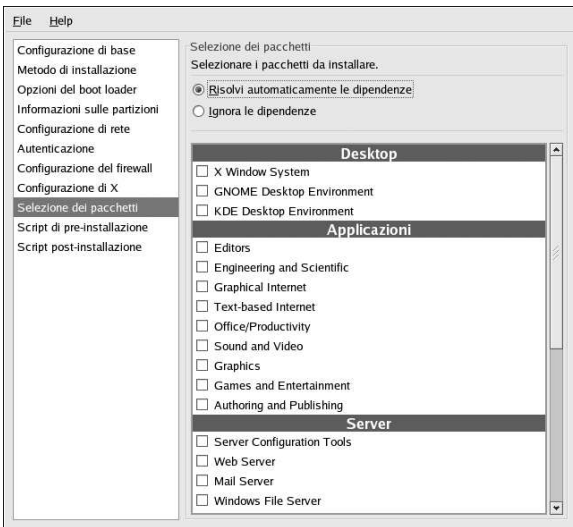 File Help
Configurazione di base
Metodo di installazione
Opzioni del boot loader
Informazioni sulle partizioni
Configurazione di rete
Autenticazione
Configurazione del firewall
Configurazione di X
Selezione dei pacchetti
Script di pre-installazione
Script post-installazione
Selezione dei pacchetti
Selezionare i pacchetti da installare.
Risolvi automaticamente le dipendenze
Ignora le dipendenze
Desktop
X Window System
GNOME Desktop Environment
KDE Desktop Environment
Applicazioni
Editors
Engineering and Scientific
Graphical Internet
Text-based Internet
Office/Productivity
Sound and Video
Graphics
Games and Entertainment
Authoring and Publishing
Server
Server Configuration Tools
Web Server
Mail Server
Windows File Server